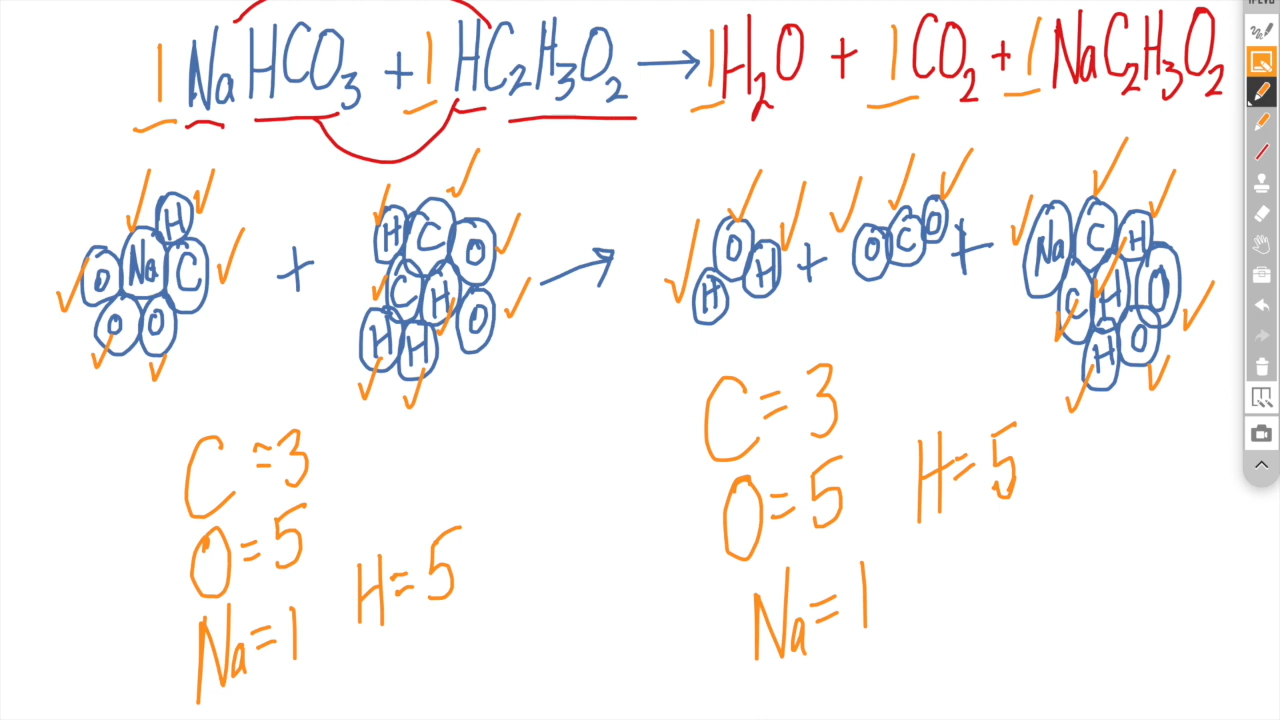 1 NaHCO3 + 1 HC2H3O2 → 1 H2O + 1 CO2 + 1 NaC2H3O2
H
O Na C
O O
+
H C O
C H O
H H
→
O
H H
+
O C O
+
Na C H
C H O
H O
C = 3
O = 5
Na = 1
H = 5
C = 3
O = 5
Na = 1
H = 5